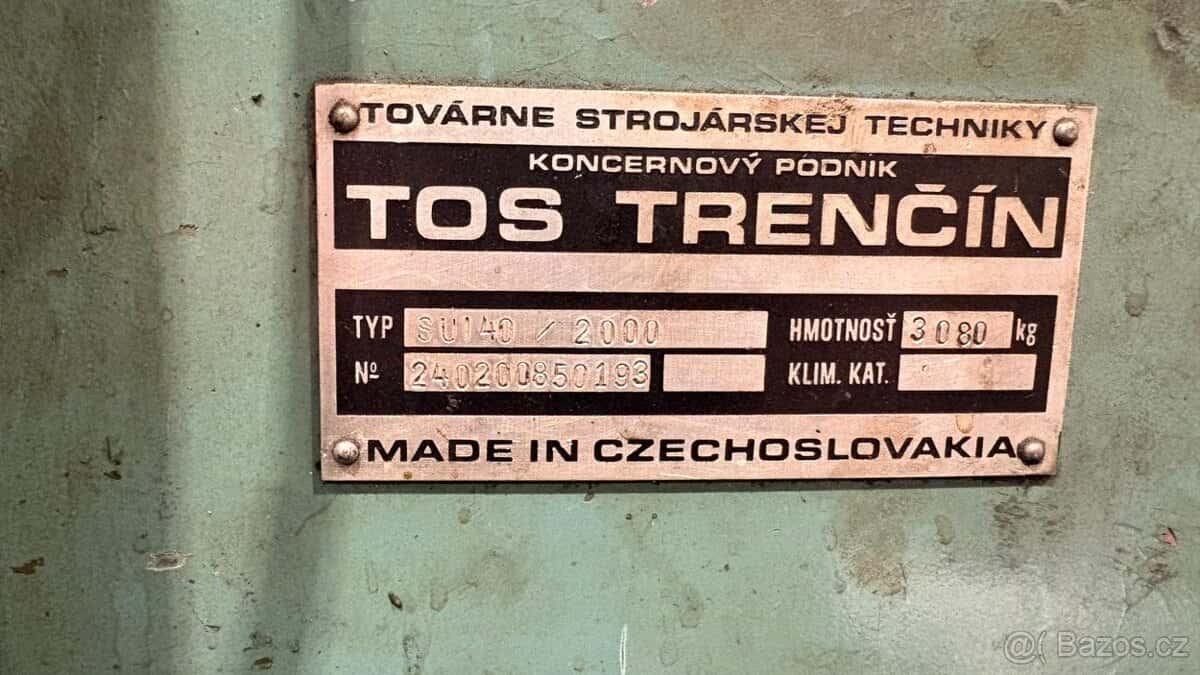 TOVÁRNE STROJÁRSKEJ TECHNIKY
KONCERNOVÝ PODNIK
TOS TRENČÍN
TYP SU140 / 2000 HMOTNOSŤ 3080 kg
Nº 240200850193 KLIM. KAT.
MADE IN CZECHOSLOVAKIA
@( Bazos.cz